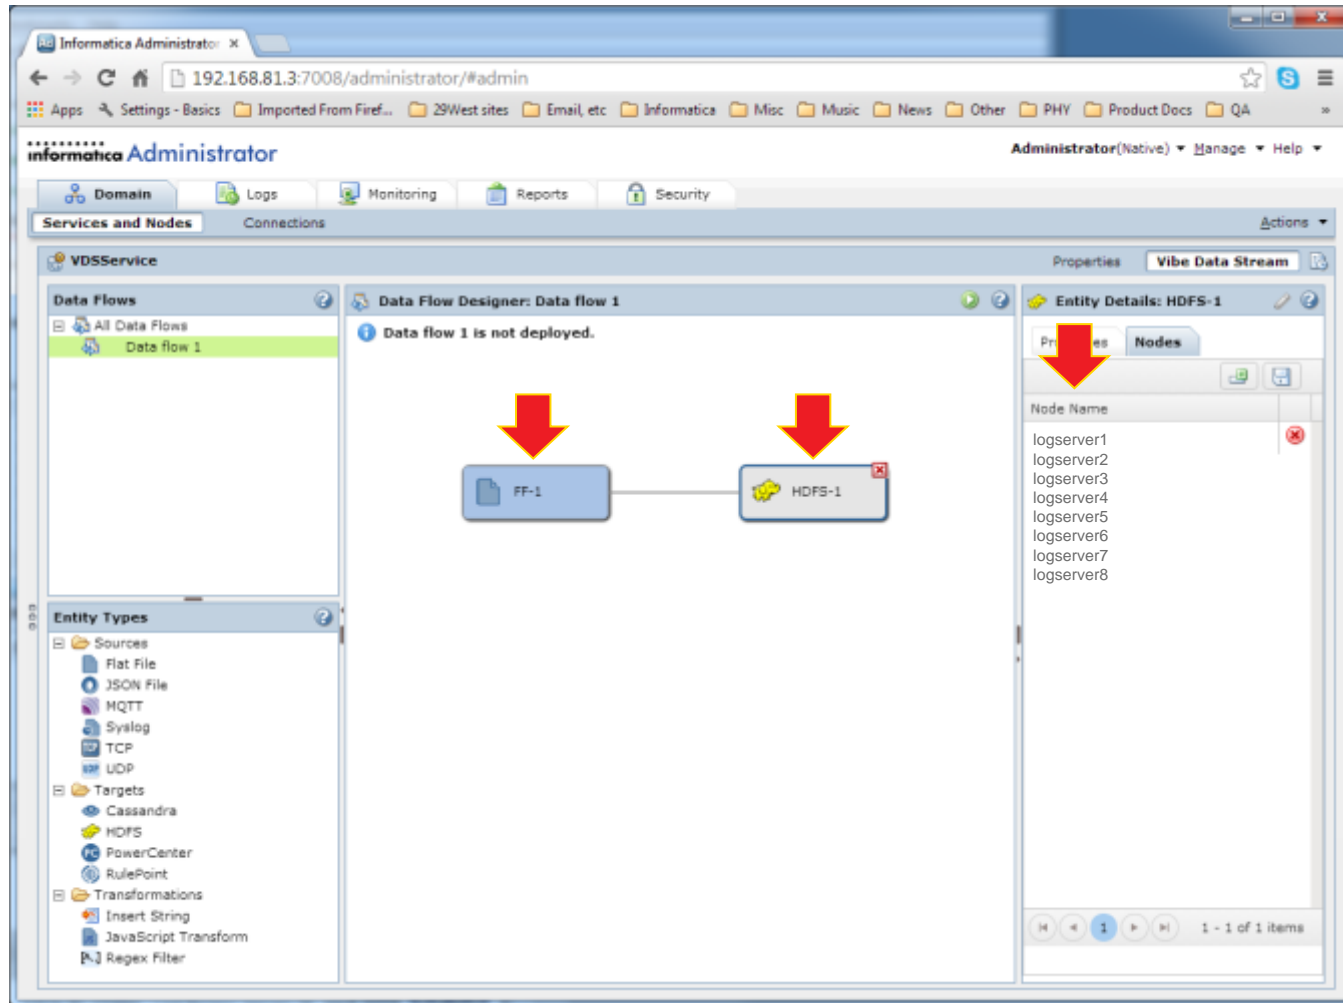 Informatica Administrator
192.168.81.3:7008/administrator/#admin
Apps Settings - Basics Imported From Firef... 29West sites Email, etc Informatica Misc Music News Other PHY Product Docs QA »
informatica Administrator
Administrator(Native) Manage Help
Domain Logs Monitoring Reports Security
Services and Nodes Connections Actions
VDSService Properties Vibe Data Stream
Data Flows
All Data Flows
Data flow 1
Data Flow Designer: Data flow 1
Data flow 1 is not deployed.
FF-1
HDFS-1
Entity Details: HDFS-1
Nodes
Node Name
logserver1
logserver2
logserver3
logserver4
logserver5
logserver6
logserver7
logserver8
1
1 - 1 of 1 items
Entity Types
Sources
Flat File
JSON File
MQTT
Syslog
TCP
UDP
Targets
Cassandra
HDFS
PowerCenter
RulePoint
Transformations
Insert String
JavaScript Transform
Regex Filter